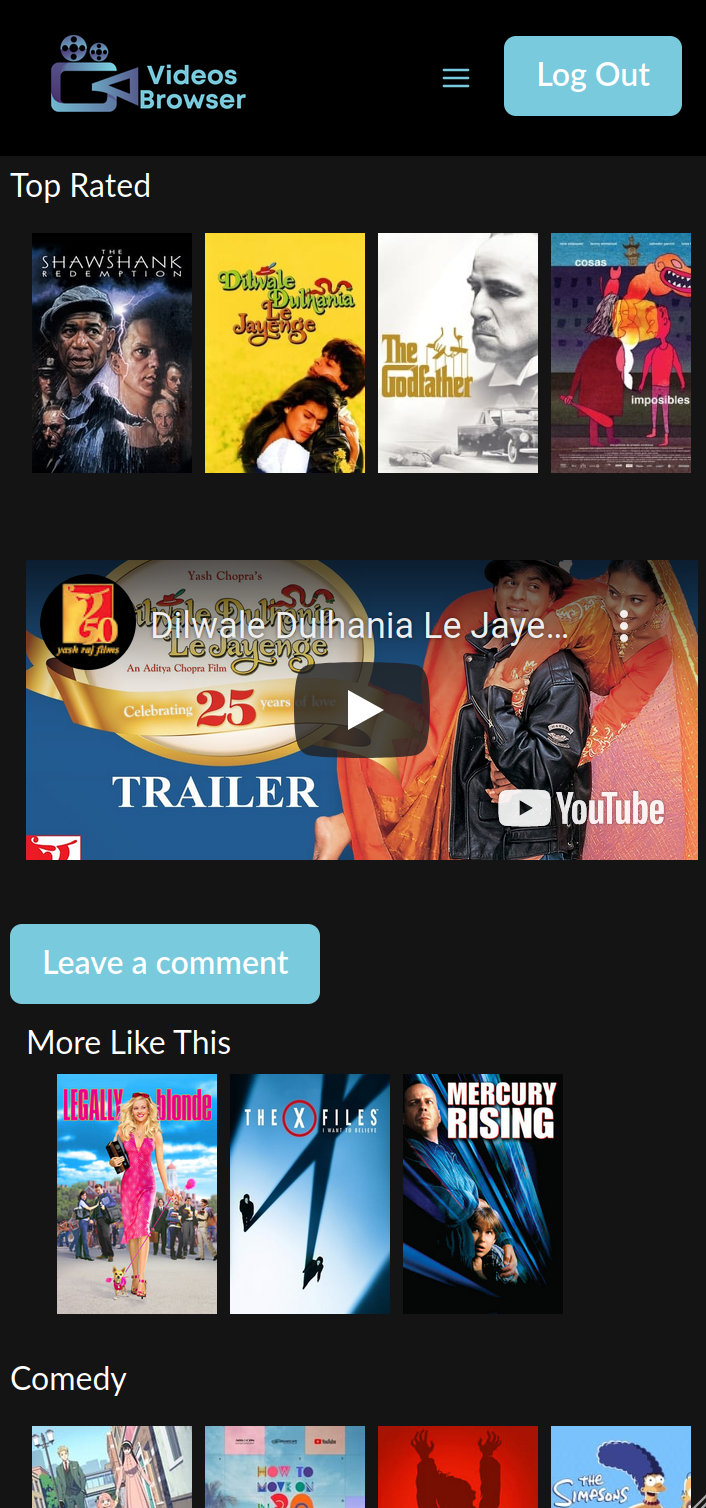 Videos
Browser
Log Out
Top Rated
THE
SHAWSHANK
REDEMPTION
Dilwale
Dulhania
Le
Jayenge
The
Godfather
cosas
imposibles
Yash Chopra's
Dilwale Dulhania Le Jaye...
Dilwale Dulhania
Le Jayenge
An Aditya Chopra Film
50
yash raj films
Celebrating 25 years of love
TRAILER
YouTube
Leave a comment
More Like This
LEGALLY blonde
THE X FILES
I WANT TO BELIEVE
MERCURY
RISING
Comedy
YouTube
HOW TO
MOVE ON
THE
SIMPSONS